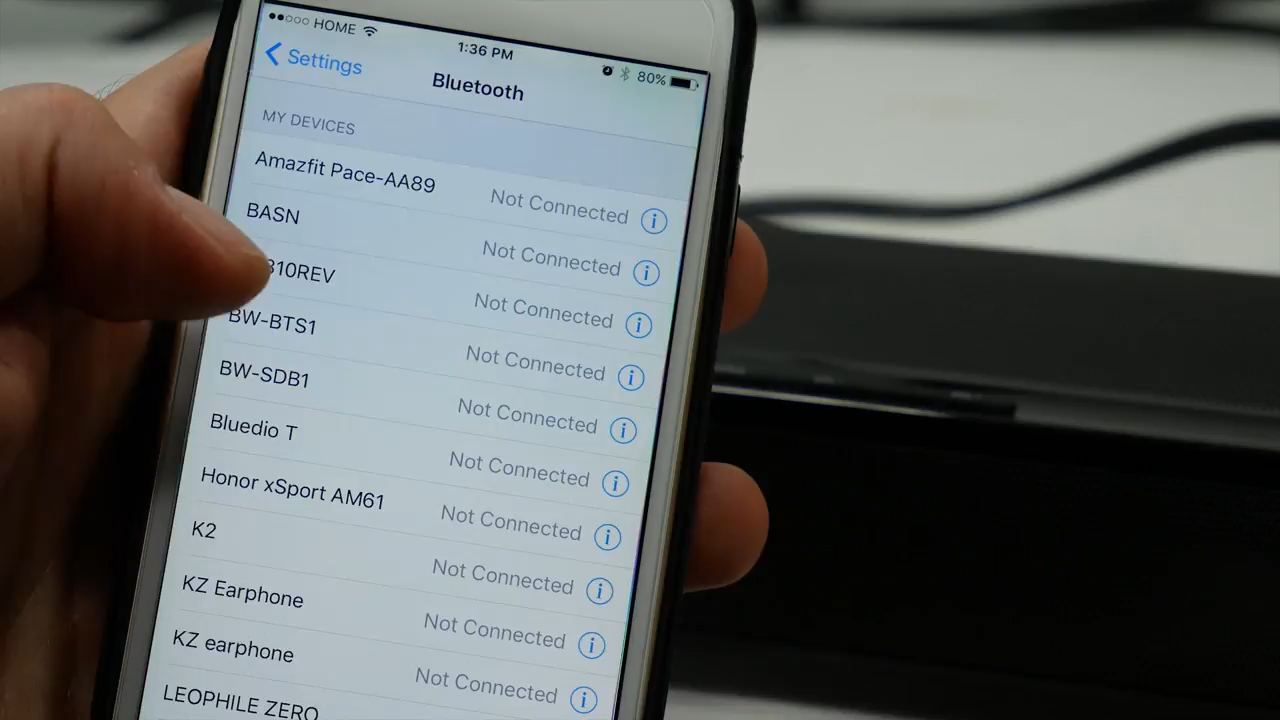 HOME 1:36 PM 80%
Settings Bluetooth
MY DEVICES
Amazfit Pace-AA89 Not Connected
BASN Not Connected
310REV Not Connected
BW-BTS1 Not Connected
BW-SDB1 Not Connected
Bluedio T Not Connected
Honor xSport AM61 Not Connected
K2 Not Connected
KZ Earphone Not Connected
KZ earphone Not Connected
LEOPHILE ZERO